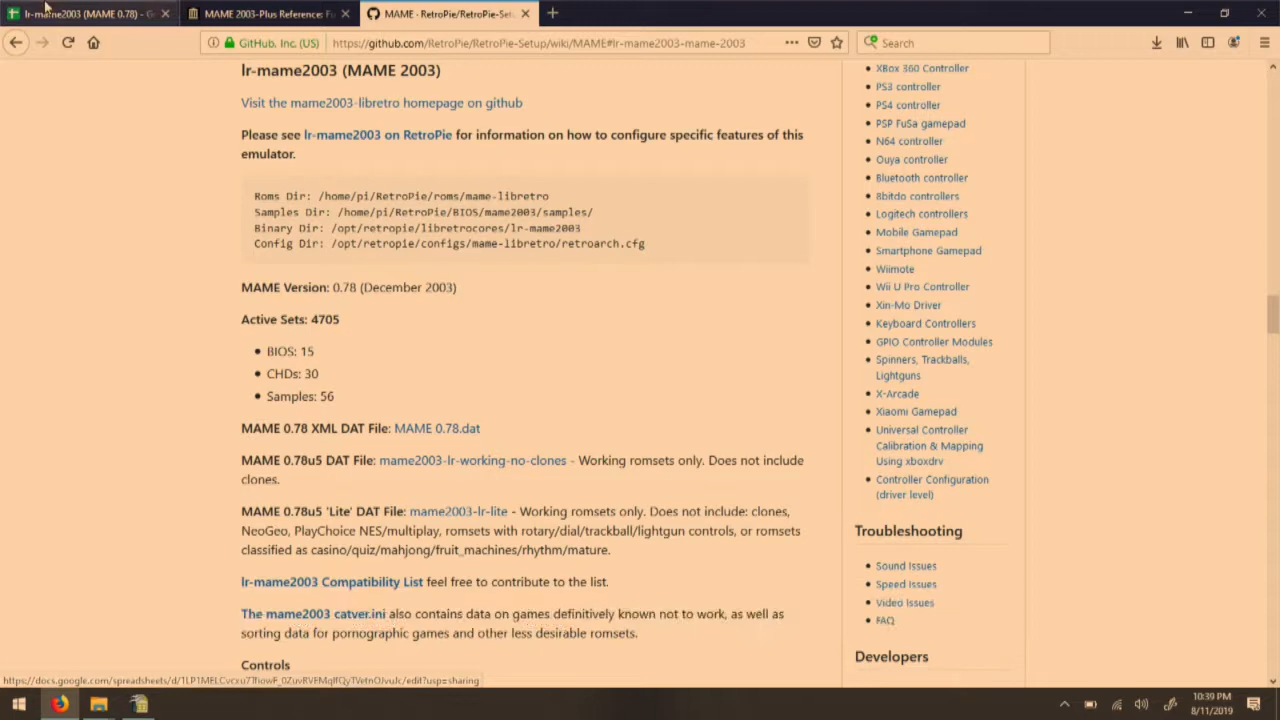 lr-mame2003 (MAME 0.78) - G
MAME 2003-Plus Reference: Fu
MAME · RetroPie/RetroPie-Set
GitHub, Inc. (US)
https://github.com/RetroPie/RetroPie-Setup/wiki/MAME#lr-mame2003-mame-2003
Search
lr-mame2003 (MAME 2003)
Visit the mame2003-libretro homepage on github
Please see lr-mame2003 on RetroPie for information on how to configure specific features of this
emulator.
Roms Dir: /home/pi/RetroPie/roms/mame-libretro
Samples Dir: /home/pi/RetroPie/BIOS/mame2003/samples/
Binary Dir: /opt/retropie/libretrocores/lr-mame2003
Config Dir: /opt/retropie/configs/mame-libretro/retroarch.cfg
MAME Version: 0.78 (December 2003)
Active Sets: 4705
BIOS: 15
CHDs: 30
Samples: 56
MAME 0.78 XML DAT File: MAME 0.78.dat
MAME 0.78u5 DAT File: mame2003-lr-working-no-clones - Working romsets only. Does not include
clones.
MAME 0.78u5 'Lite' DAT File: mame2003-lr-lite - Working romsets only. Does not include: clones,
NeoGeo, PlayChoice NES/multiplay, romsets with rotary/dial/trackball/lightgun controls, or romsets
classified as casino/quiz/mahjong/fruit_machines/rhythm/mature.
lr-mame2003 Compatibility List feel free to contribute to the list.
The mame2003 catver.ini also contains data on games definitively known not to work, as well as
sorting data for pornographic games and other less desirable romsets.
Controls
XBox 360 Controller
PS3 controller
PS4 controller
PSP FuSa gamepad
N64 controller
Ouya controller
Bluetooth controller
8bitdo controllers
Logitech controllers
Mobile Gamepad
Smartphone Gamepad
Wiimote
Wii U Pro Controller
Xin-Mo Driver
Keyboard Controllers
GPIO Controller Modules
Spinners, Trackballs,
Lightguns
X-Arcade
Xiaomi Gamepad
Universal Controller
Calibration & Mapping
Using xboxdrv
Controller Configuration
(driver level)
Troubleshooting
Sound Issues
Speed Issues
Video Issues
FAQ
Developers
10:39 PM
8/11/2019